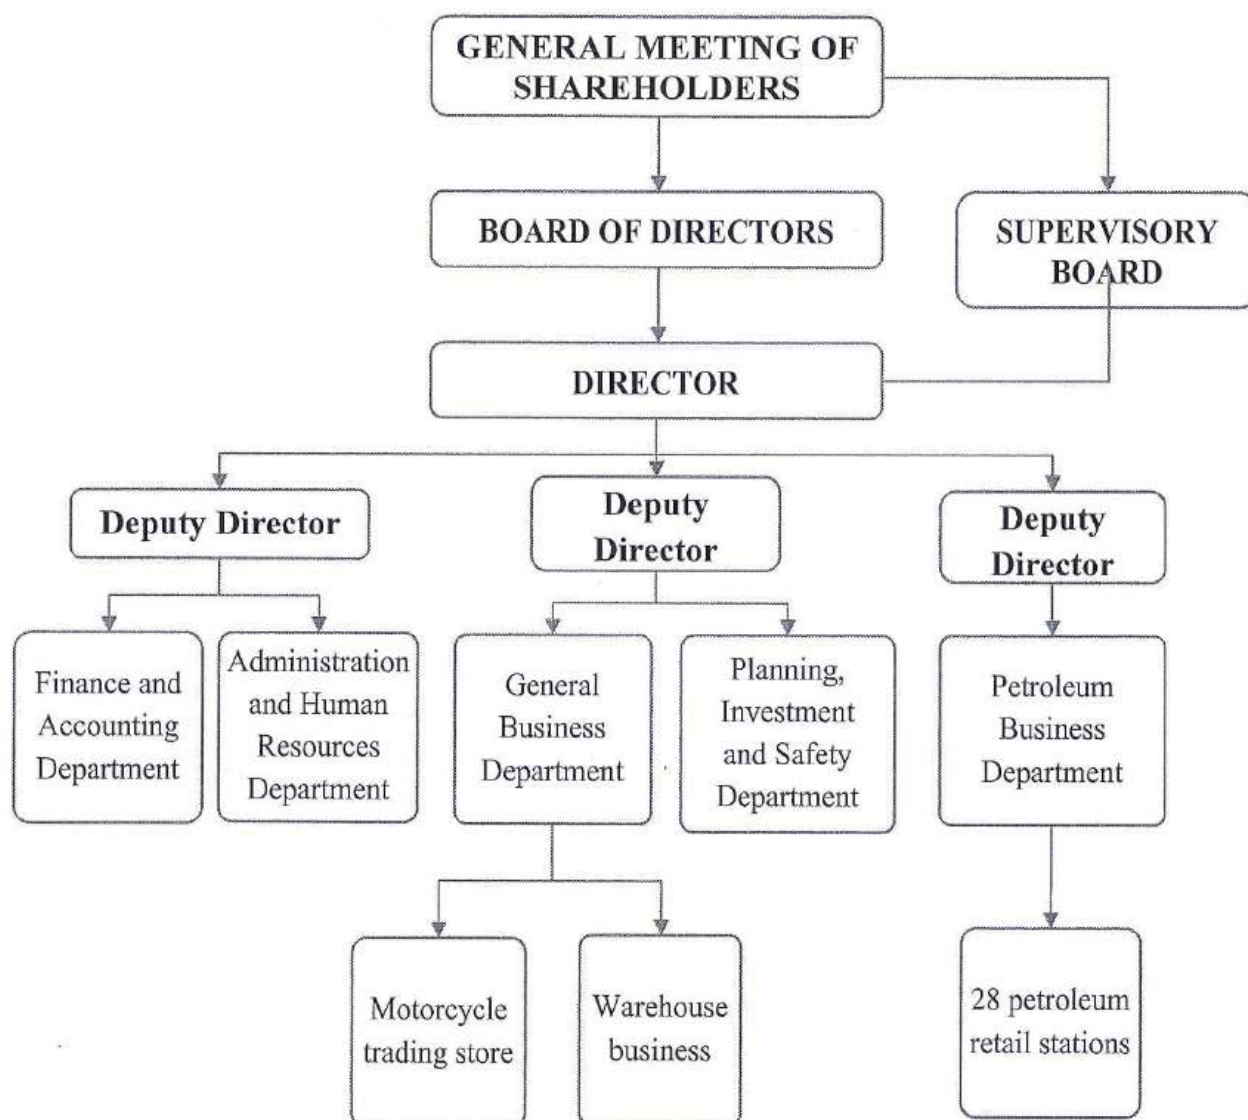 GENERAL MEETING OF
SHAREHOLDERS
BOARD OF DIRECTORS
SUPERVISORY
BOARD
DIRECTOR
Deputy Director
Deputy
Director
Deputy
Director
Finance and
Accounting
Department
Administration
and Human
Resources
Department
General
Business
Department
Planning,
Investment
and Safety
Department
Petroleum
Business
Department
Motorcycle
trading store
Warehouse
business
28 petroleum
retail stations